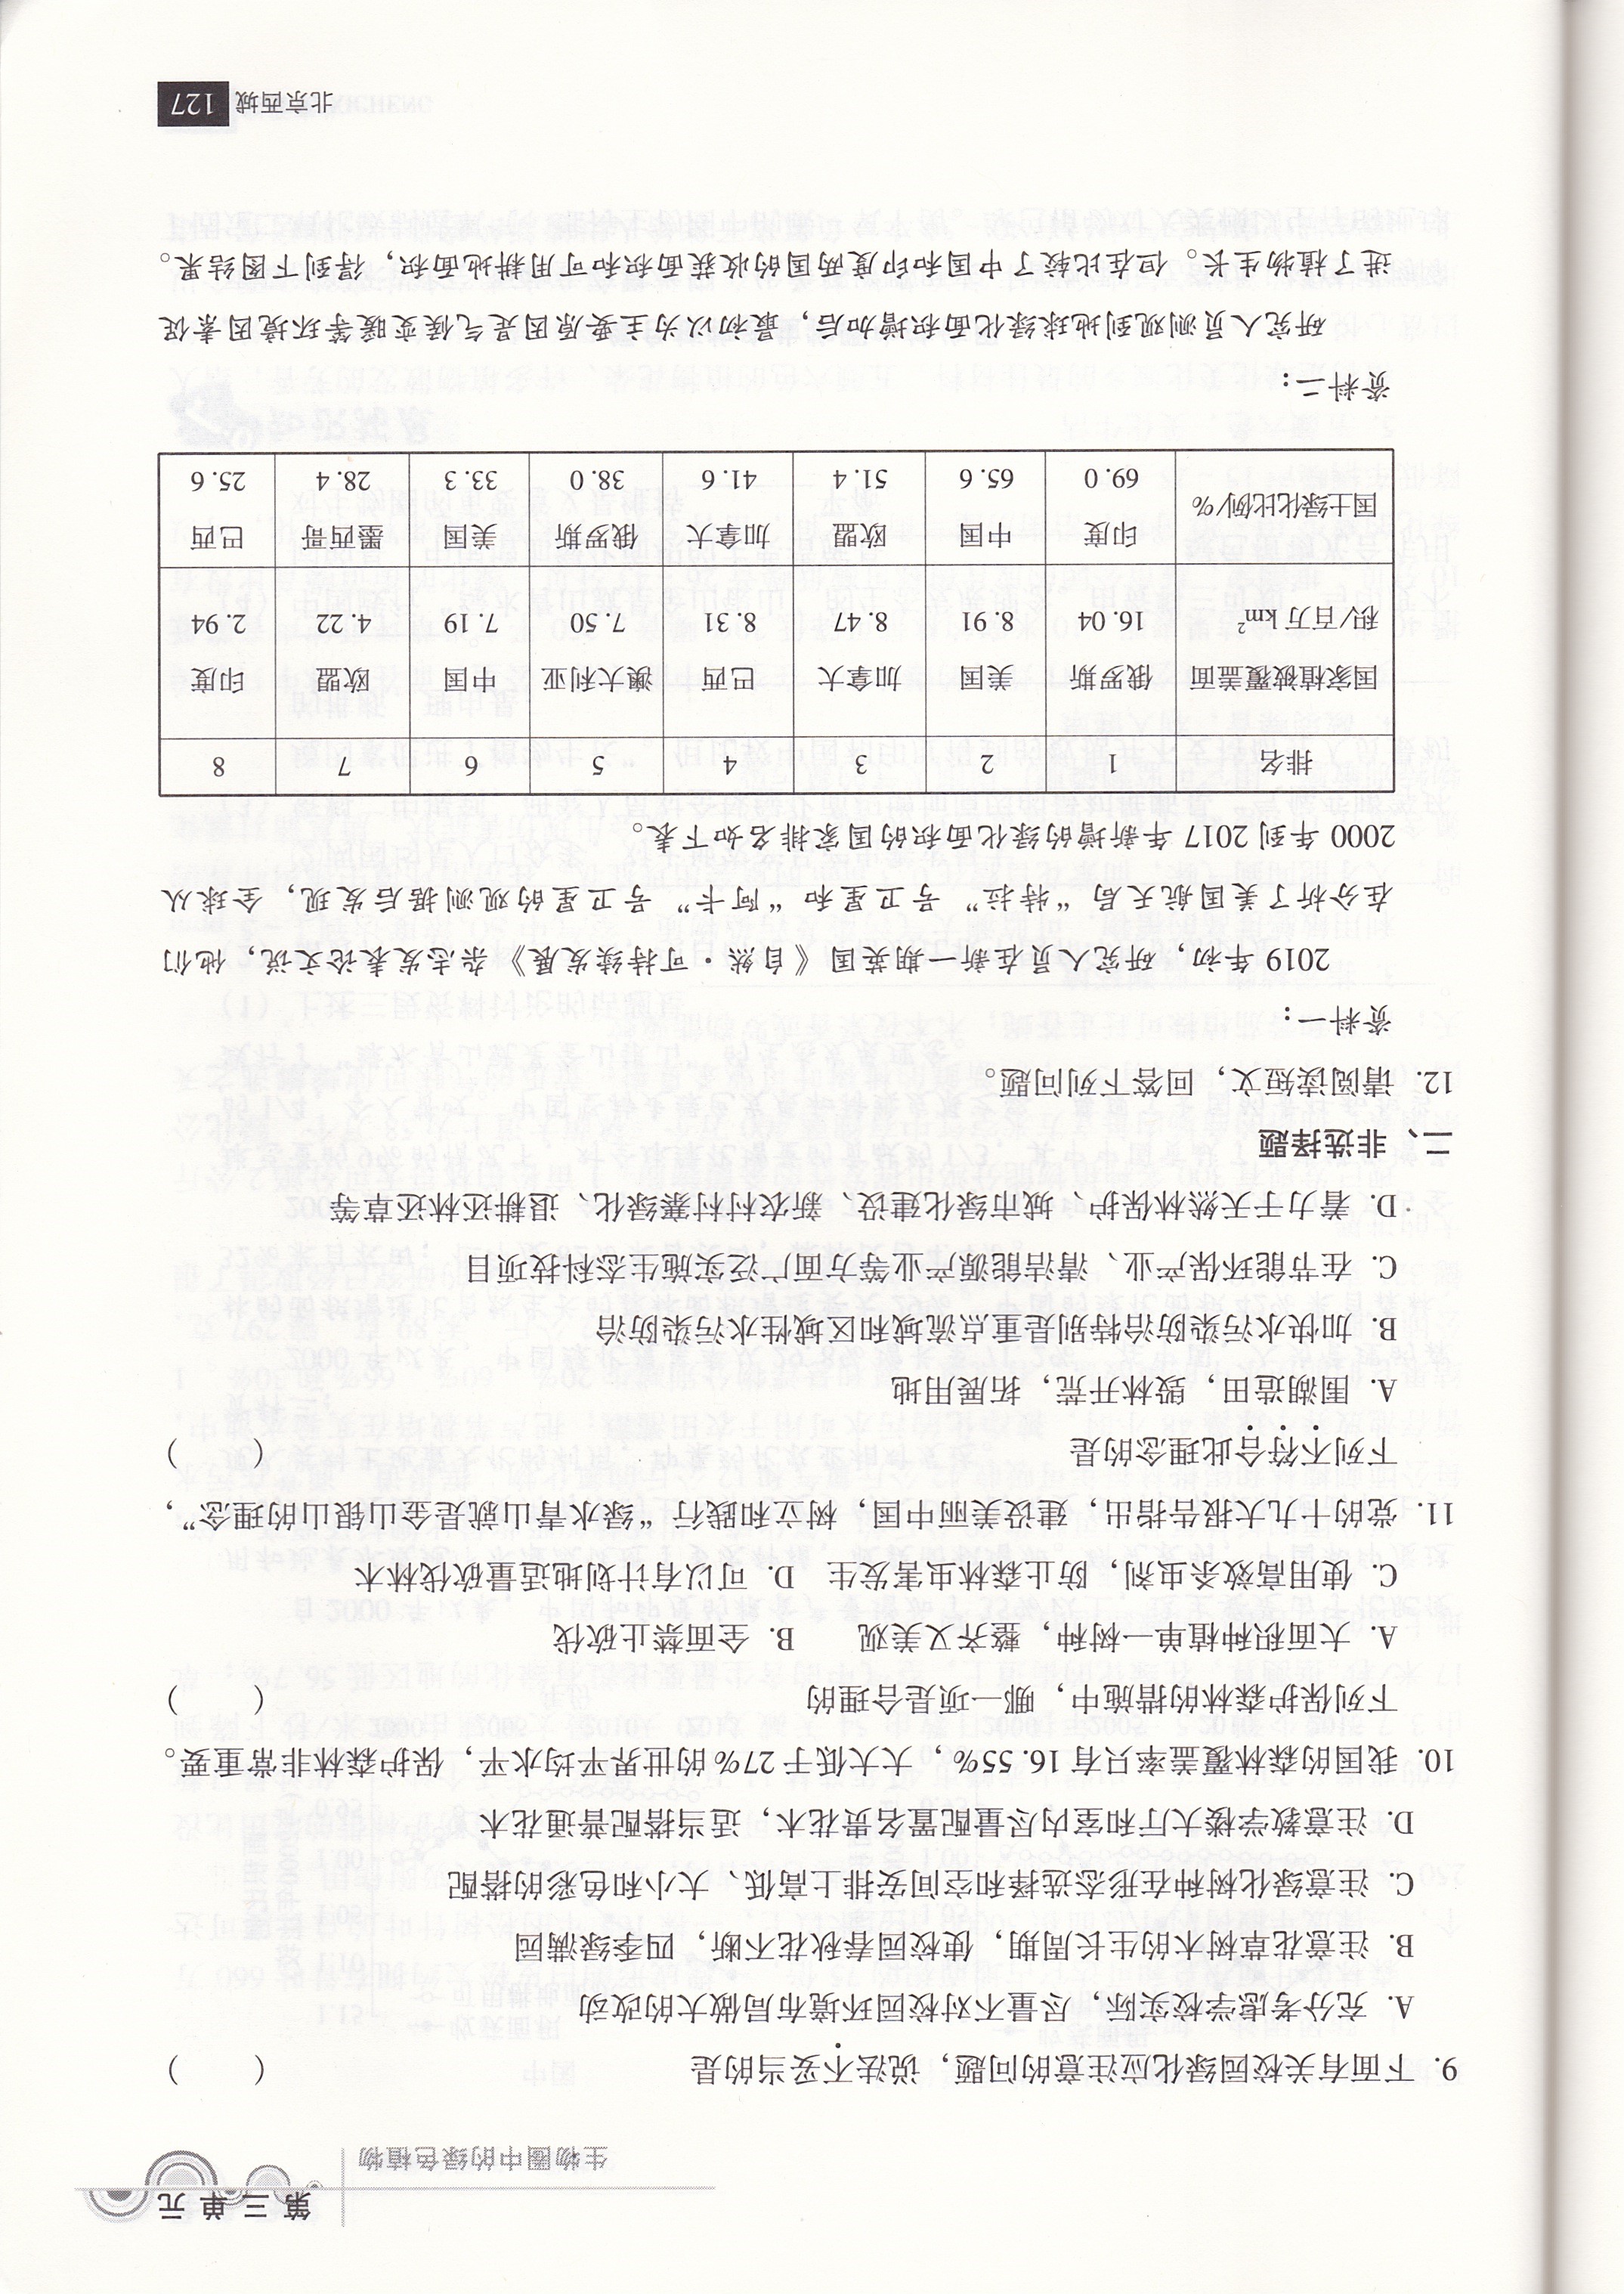 第三单元
生物圈中的绿色植物
9. 下面有关校园绿化应注意的问题，说法不妥当的是 （　　）
A. 充分考虑学校实际，尽量不对校园环境布局做大的改动
B. 注意花草树木的生长周期，使校园春秋花不断，四季绿满园
C. 注意绿化树种在形态选择和空间安排上高低、大小和色彩的搭配
D. 注意教学楼大厅和室内尽量配置名贵花木，适当搭配普通花木
10. 我国的森林覆盖率只有 16.55%，大大低于 27%的世界平均水平，保护森林非常重要。
下列保护森林的措施中，哪一项是合理的 （　　）
A. 大面积种植单一树种，整齐又美观 B. 全面禁止砍伐
C. 使用高效杀虫剂，防止森林虫害发生 D. 可以有计划地适量砍伐林木
11. 党的十九大报告指出，建设美丽中国，树立和践行“绿水青山就是金山银山的理念”，
下列不符合此理念的是 （　　）
A. 围湖造田，毁林开荒，拓展用地
B. 加快水污染防治特别是重点流域和区域性水污染防治
C. 在节能环保产业、清洁能源产业等方面广泛实施生态科技项目
D. 着力于天然林保护、城市绿化建设、新农村村寨绿化、退耕还林还草等
二、非选择题
12. 请阅读短文，回答下列问题。
资料一：
2019 年初，研究人员在新一期英国《自然·可持续发展》杂志发表论文说，他们
在分析了美国航天局“特拉”号卫星和“阿卡”号卫星的观测据后发现，全球从
2000 年到 2017 年新增的绿化面积的国家排名如下表。
排名 1 2 3 4 5 6 7 8
国家植被覆盖面 俄罗斯 美国 加拿大 巴西 澳大利亚 中国 欧盟 印度
积/百万 km² 16.04 8.91 8.47 8.31 7.50 7.19 4.22 2.94
国土绿化比例/% 印度 中国 欧盟 加拿大 俄罗斯 美国 墨西哥 巴西
69.0 65.6 51.4 41.6 38.0 33.3 28.4 25.6
资料二：
研究人员测观到地球绿化面积增加后，最初以为主要原因是气候变暖等环境因素促
进了植物生长。但在比较了中国和印度两国的收获面积和可用耕地面积，得到下图结果。
北京西城 127